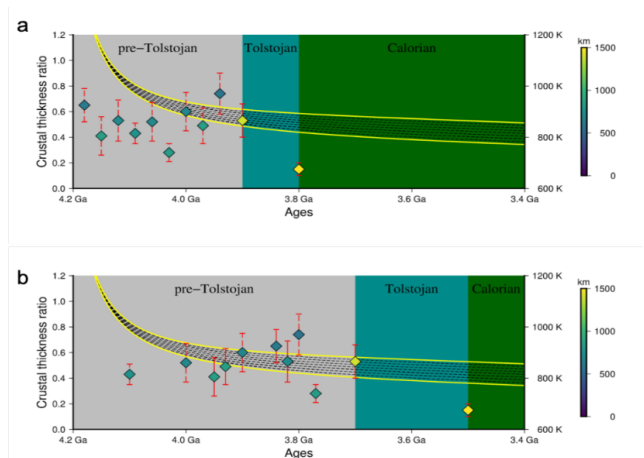 a
pre-Tolstojan Tolstojan Calorian
km
Crustal thickness ratio
1.2
1.0
0.8
0.6
0.4
0.2
0.0
1200 K
1000 K
800 K
600 K
1500
1000
500
0
4.2 Ga 4.0 Ga 3.8 Ga 3.6 Ga 3.4 Ga
Ages
b
pre-Tolstojan Tolstojan Calorian
km
Crustal thickness ratio
1.2
1.0
0.8
0.6
0.4
0.2
0.0
1200 K
1000 K
800 K
600 K
1500
1000
500
0
4.2 Ga 4.0 Ga 3.8 Ga 3.6 Ga 3.4 Ga
Ages